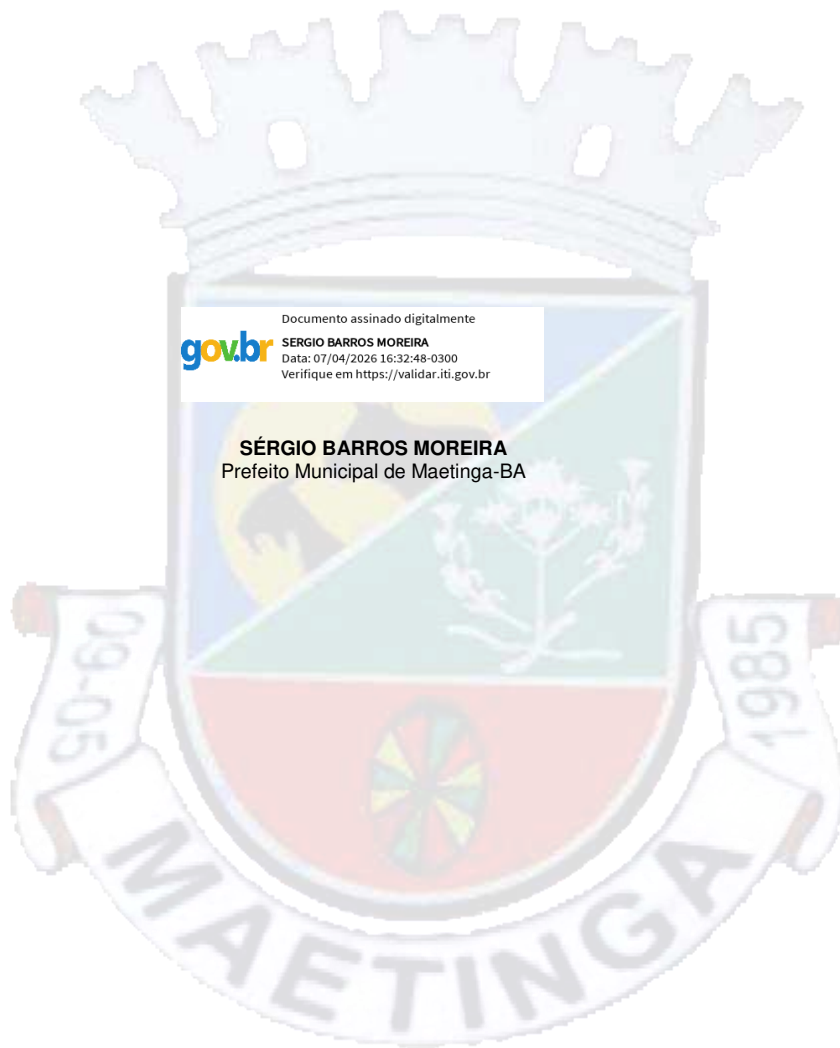 Documento assinado digitalmente
gov.br
SERGIO BARROS MOREIRA
Data: 07/04/2026 16:32:48-0300
Verifique em https://validar.iti.gov.br
SÉRGIO BARROS MOREIRA
Prefeito Municipal de Maetinga-BA
09-60
1985
MAETINGA